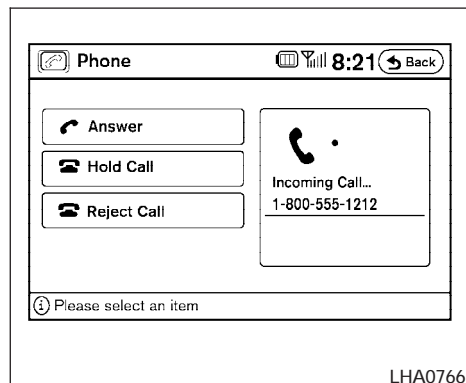 Phone 8:21 Back
Answer
Hold Call
Reject Call
Incoming Call...
1-800-555-1212
Please select an item
LHA0766